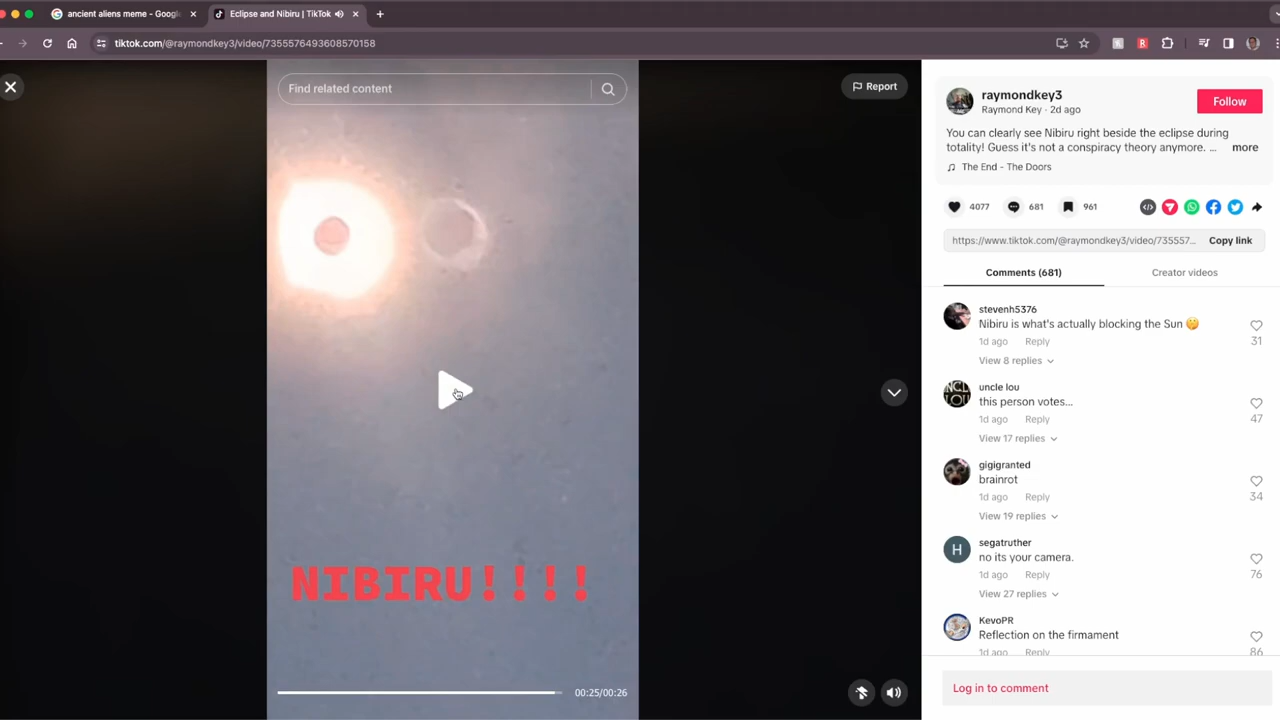 ancient aliens meme - Googl
Eclipse and Nibiru | TikTok
tiktok.com/@raymondkey3/video/7355576493608570158
Find related content
Report
NIBIRU!!!!
00:25/00:26
raymondkey3
Raymond Key · 2d ago
Follow
You can clearly see Nibiru right beside the eclipse during
totality! Guess it's not a conspiracy theory anymore. ...
more
The End - The Doors
4077
681
961
https://www.tiktok.com/@raymondkey3/video/735557...
Copy link
Comments (681)
Creator videos
stevenh5376
Nibiru is what's actually blocking the Sun 🤭
1d ago
Reply
31
View 8 replies
UNCL
LOU
uncle lou
this person votes...
1d ago
Reply
47
View 17 replies
gigigranted
brainrot
1d ago
Reply
34
View 19 replies
H
segatruther
no its your camera.
1d ago
Reply
76
View 27 replies
KevoPR
Reflection on the firmament
1d ago
Reply
86
Log in to comment